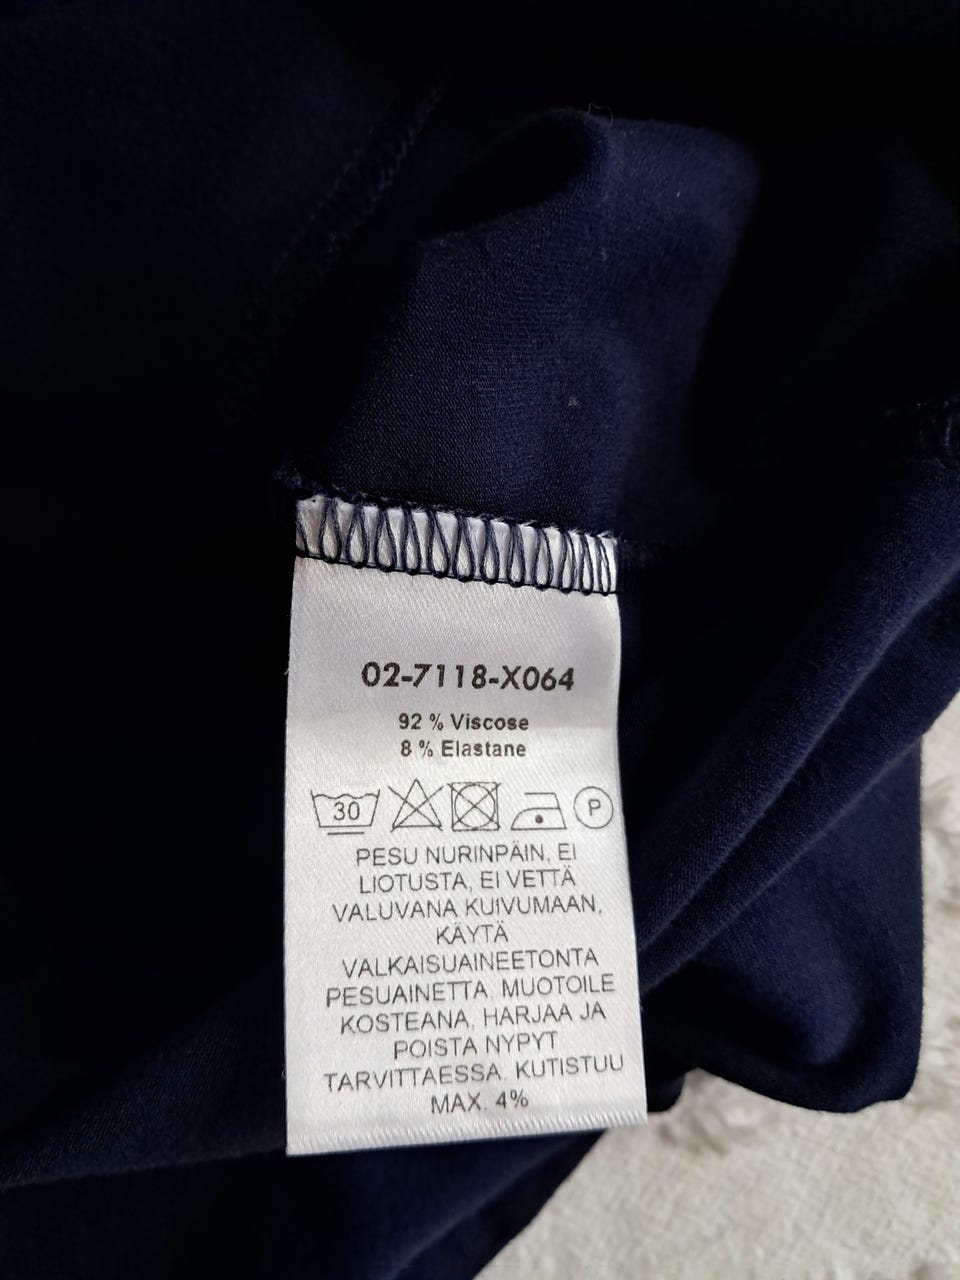 02-7118-X064
92 % Viscose
8 % Elastane
30 P
PESU NURINPÄIN, EI
LIOTUSTA, EI VETTÄ
VALUVANA KUIVUMAAN,
KÄYTÄ
VALKAISUAINEETONTA
PESUAINETTA. MUOTOILE
KOSTEANA, HARJAA JA
POISTA NYPYT
TARVITTAESSA. KUTISTUU
MAX. 4%